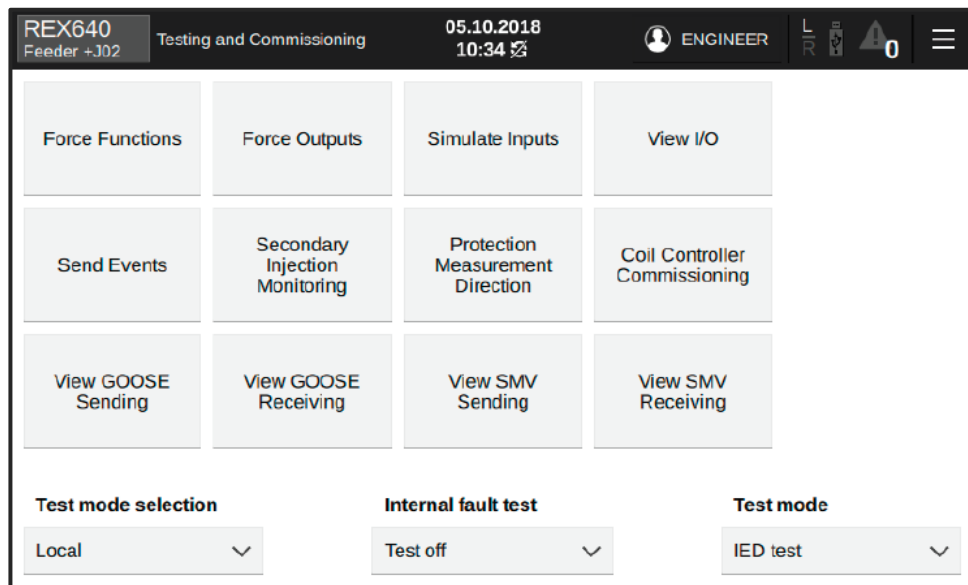 REX640
Feeder +J02
Testing and Commissioning
05.10.2018
10:34
ENGINEER
L
R
0
Force Functions
Force Outputs
Simulate Inputs
View I/O
Send Events
Secondary
Injection
Monitoring
Protection
Measurement
Direction
Coil Controller
Commissioning
View GOOSE
Sending
View GOOSE
Receiving
View SMV
Sending
View SMV
Receiving
Test mode selection
Internal fault test
Test mode
Local
Test off
IED test